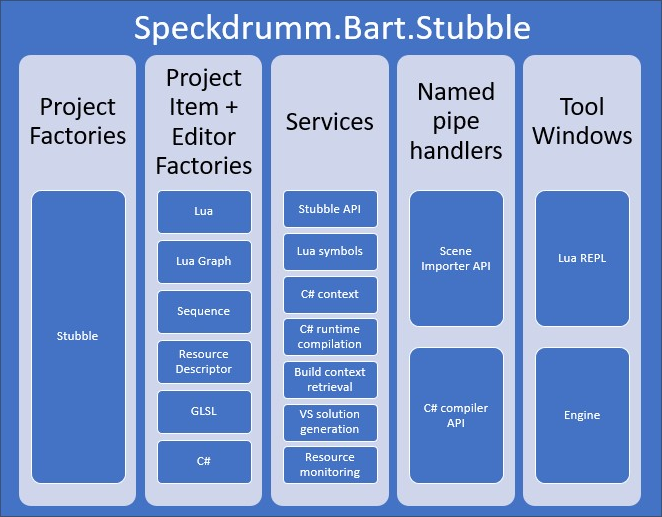 Speckdrumm.Bart.Stubble
Project
Factories
Stubble
Project
Item +
Editor
Factories
Lua
Lua Graph
Sequence
Resource
Descriptor
GLSL
C#
Services
Stubble API
Lua symbols
C# context
C# runtime
compilation
Build context
retrieval
VS solution
generation
Resource
monitoring
Named
pipe
handlers
Scene
Importer API
C# compiler
API
Tool
Windows
Lua REPL
Engine